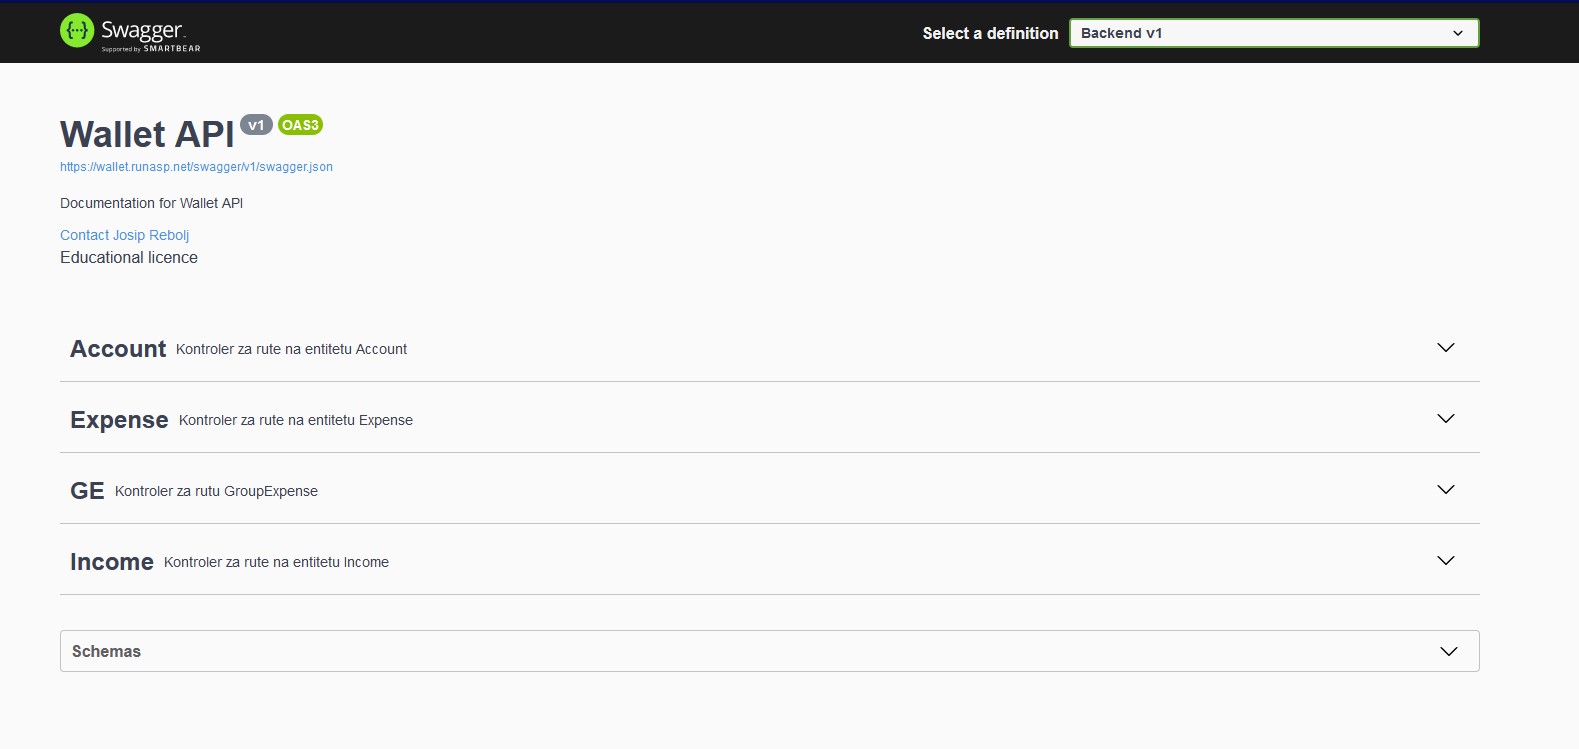 Swagger
Supported by SMARTBEAR
Select a definition
Backend v1
Wallet API v1 OAS3
https://wallet.runasp.net/swagger/v1/swagger.json
Documentation for Wallet API
Contact Josip Rebolj
Educational licence
Account Kontroler za rute na entitetu Account
Expense Kontroler za rute na entitetu Expense
GE Kontroler za rutu GroupExpense
Income Kontroler za rute na entitetu Income
Schemas